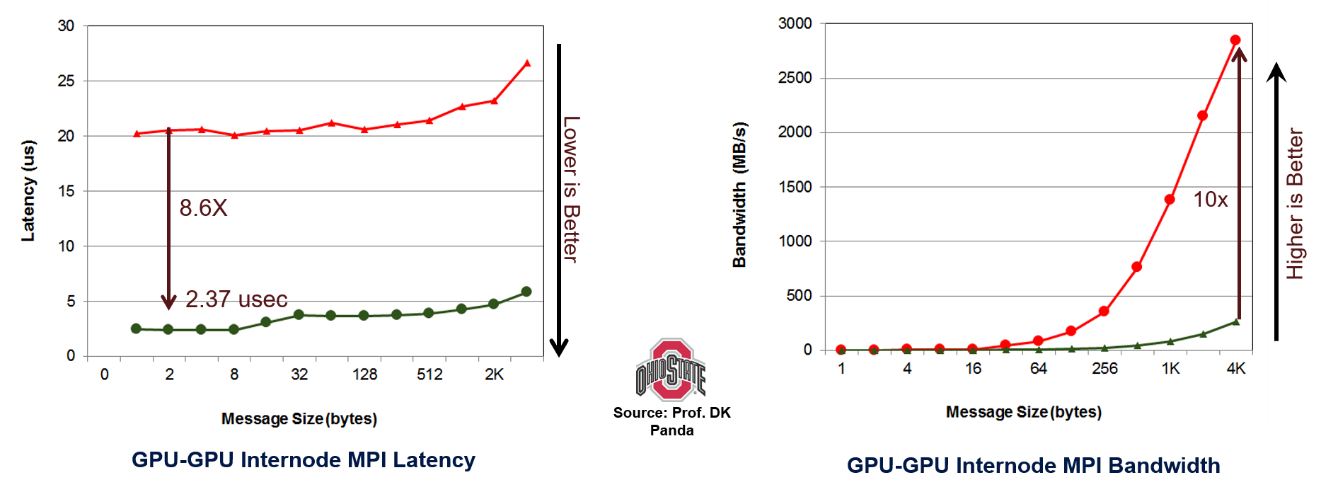 30
25
20
15
10
5
0
Latency (us)
8.6X
2.37 usec
0 2 8 32 128 512 2K
Message Size (bytes)
GPU-GPU Internode MPI Latency
Lower is Better
OHIO STATE
Source: Prof. DK
Panda
3000
2500
2000
1500
1000
500
0
Bandwidth (MB/s)
10x
1 4 16 64 256 1K 4K
Message Size (bytes)
GPU-GPU Internode MPI Bandwidth
Higher is Better